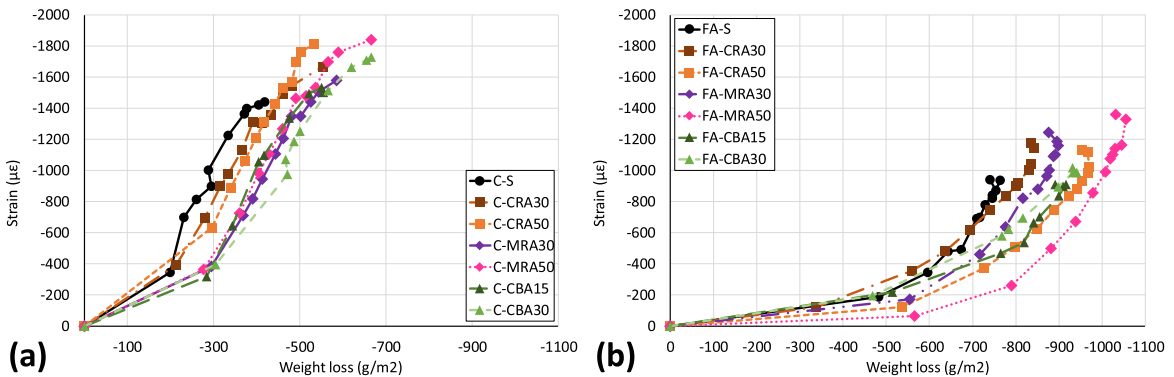 -2000
-1800
-1600
-1400
-1200
-1000
-800
-600
-400
-200
0
Strain (με)
-100
-300
-500
-700
-900
-1100
Weight loss (g/m2)
(a)
C-S
C-CRA30
C-CRA50
C-MRA30
C-MRA50
C-CBA15
C-CBA30
-2000
-1800
-1600
-1400
-1200
-1000
-800
-600
-400
-200
0
Strain (με)
0
-100
-200
-300
-400
-500
-600
-700
-800
-900
-1000
-1100
Weight loss (g/m2)
(b)
FA-S
FA-CRA30
FA-CRA50
FA-MRA30
FA-MRA50
FA-CBA15
FA-CBA30